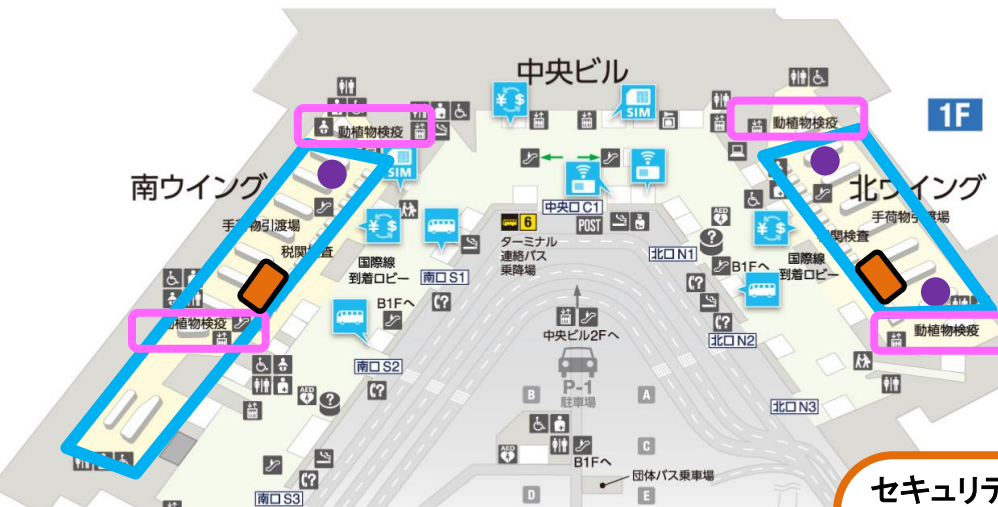 中央ビル
1F
動植物検疫
動植物検疫
¥ $
SIM
SIM
南ウイング
北ウイング
手荷物引渡場
手荷物引渡場
税関検査
関検査
中央口 C1
6
POST
AED
ターミナル
連絡バス
乗降場
¥ $
¥ $
国際線
到着ロビー
国際線
到着ロビー
南口 S1
北口 N1
B1Fへ
B1Fへ
植物検疫
動植物検疫
中央ビル2Fへ
南口 S2
北口 N2
P-1
駐車場
B
A
AED
北口 N3
AED
C
B1Fへ
団体バス乗車場
D
E
南口 S3
セキュリテ